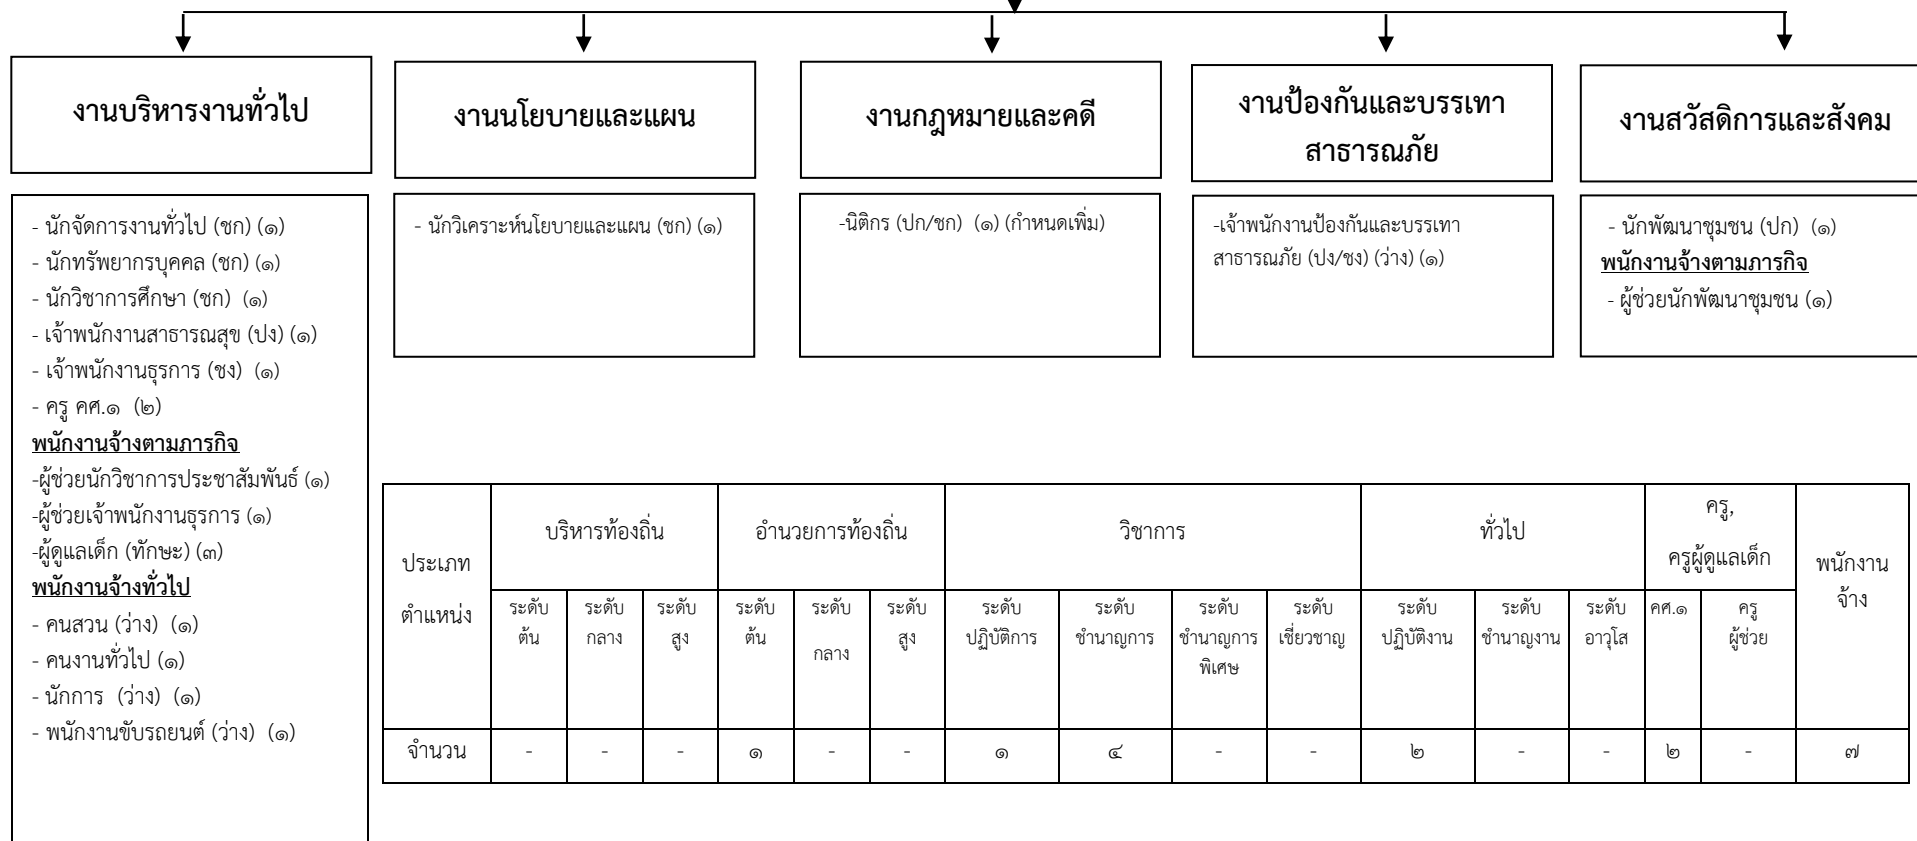 งานบริหารงานทั่วไป
- นักจัดการงานทั่วไป (ชก) (๑)
- นักทรัพยากรบุคคล (ชก) (๑)
- นักวิชาการศึกษา (ชก) (๑)
- เจ้าพนักงานสาธารณสุข (ปง) (๑)
- เจ้าพนักงานธุรการ (ชง) (๑)
- ครู คศ.๑ (๒)
พนักงานจ้างตามภารกิจ
-ผู้ช่วยนักวิชาการประชาสัมพันธ์ (๑)
-ผู้ช่วยเจ้าพนักงานธุรการ (๑)
-ผู้ดูแลเด็ก (ทักษะ) (๓)
พนักงานจ้างทั่วไป
- คนสวน (ว่าง) (๑)
- คนงานทั่วไป (๑)
- นักการ (ว่าง) (๑)
- พนักงานขับรถยนต์ (ว่าง) (๑)
งานนโยบายและแผน
- นักวิเคราะห์นโยบายและแผน (ชก) (๑)
งานกฎหมายและคดี
-นิติกร (ปก/ชก) (๑) (กำหนดเพิ่ม)
งานป้องกันและบรรเทา
สาธารณภัย
-เจ้าพนักงานป้องกันและบรรเทา
สาธารณภัย (ปง/ชง) (ว่าง) (๑)
งานสวัสดิการและสังคม
- นักพัฒนาชุมชน (ปก) (๑)
พนักงานจ้างตามภารกิจ
- ผู้ช่วยนักพัฒนาชุมชน (๑)
ประเภท
ตำแหน่ง
บริหารท้องถิ่น
อำนวยการท้องถิ่น
วิชาการ
ทั่วไป
ครู,
ครูผู้ดูแลเด็ก
พนักงาน
จ้าง
ระดับ
ต้น
ระดับ
กลาง
ระดับ
สูง
ระดับ
ต้น
ระดับ
กลาง
ระดับ
สูง
ระดับ
ปฏิบัติการ
ระดับ
ชำนาญการ
ระดับ
ชำนาญการ
พิเศษ
ระดับ
เชี่ยวชาญ
ระดับ
ปฏิบัติงาน
ระดับ
ชำนาญงาน
ระดับ
อาวุโส
คศ.๑
ครู
ผู้ช่วย
จำนวน - - - ๑ - - ๑ ๔ - - ๒ - - ๒ - ๗